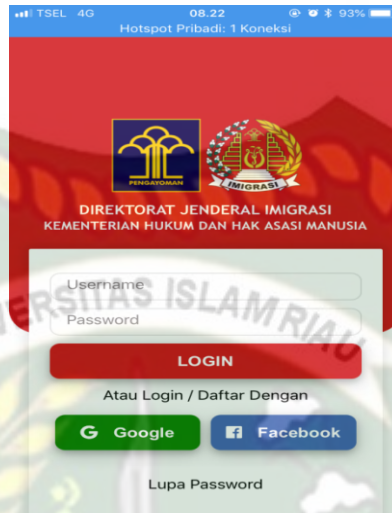 TSEL 4G 08.22 93%
Hotspot Pribadi: 1 Koneksi
PENGAYOMAN
IMIGRASI
DIREKTORAT JENDERAL IMIGRASI
KEMENTERIAN HUKUM DAN HAK ASASI MANUSIA
Username
Password
UNIVERSITAS ISLAM RIAU
LOGIN
Atau Login / Daftar Dengan
G Google
f Facebook
Lupa Password